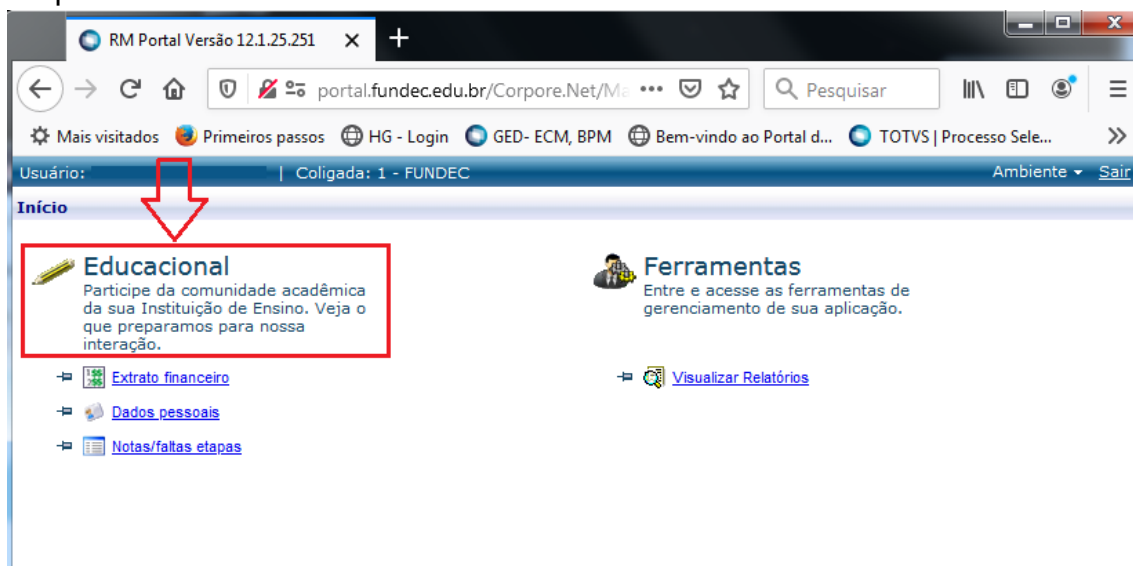 RM Portal Versão 12.1.25.251
portal.fundec.edu.br/Corpore.Net/Ma
Pesquisar
Mais visitados Primeiros passos HG - Login GED- ECM, BPM Bem-vindo ao Portal d... TOTVS | Processo Sele...
Usuário: | Coligada: 1 - FUNDEC Ambiente Sair
Início
Educacional
Participe da comunidade acadêmica
da sua Instituição de Ensino. Veja o
que preparamos para nossa
interação.
Extrato financeiro
Dados pessoais
Notas/faltas etapas
Ferramentas
Entre e acesse as ferramentas de
gerenciamento de sua aplicação.
Visualizar Relatórios